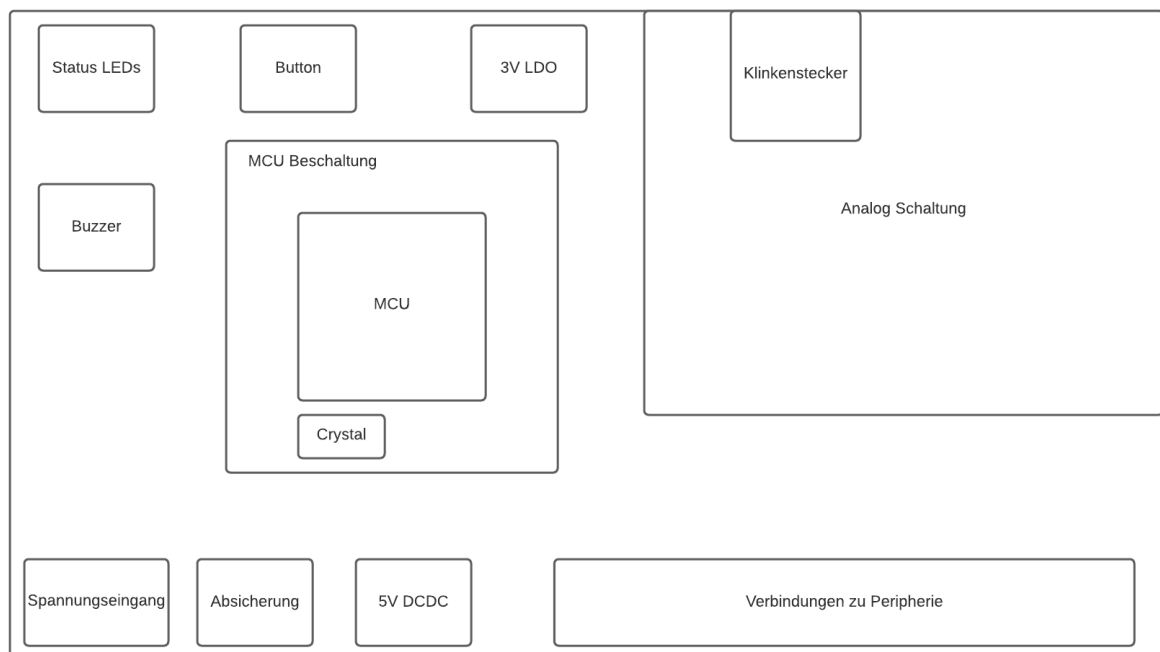 Status LEDs
Button
3V LDO
Klinkenstecker
MCU Beschaltung
Analog Schaltung
Buzzer
MCU
Crystal
Spannungseingang
Absicherung
5V DCDC
Verbindungen zu Peripherie